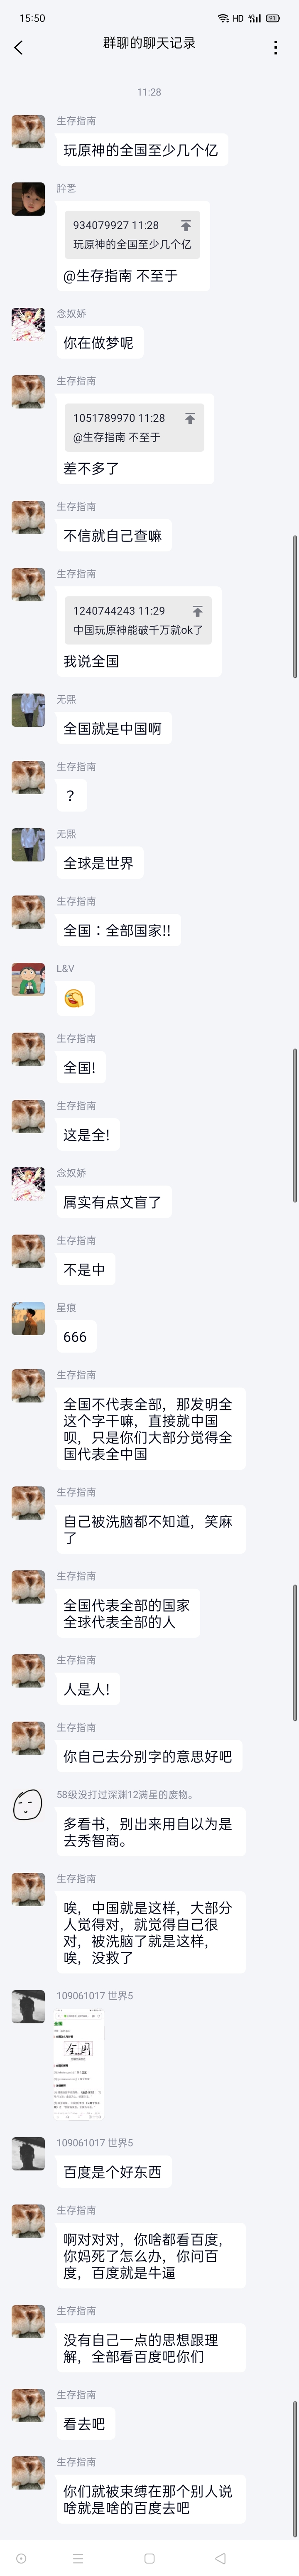 15:50
HD
93
群聊的聊天记录
11:28
生存指南
玩原神的全国至少几个亿
934079927 11:28
玩原神的全国至少几个亿
@生存指南 不至于
念奴娇
你在做梦呢
生存指南
1051789970 11:28
@生存指南 不至于
差不多了
生存指南
不信就自己查嘛
生存指南
1240744243 11:29
中国玩原神能破千万就ok了
我说全国
无熙
全国就是中国啊
生存指南
？
无熙
全球是世界
生存指南
全国：全部国家!!
L&V
生存指南
全国!
生存指南
这是全!
念奴娇
属实有点文盲了
生存指南
不是中
星痕
666
生存指南
全国不代表全部，那发明全
这个字干嘛，直接就中国
呗，只是你们大部分觉得全
国代表全中国
生存指南
自己被洗脑都不知道，笑麻
了
生存指南
全国代表全部的国家
全球代表全部的人
生存指南
人是人!
生存指南
你自己去分别字的意思好吧
58级没打过深渊12满星的废物。
多看书，别出来用自以为是
去秀智商。
生存指南
唉，中国就是这样，大部分
人觉得对，就觉得自己很
对，被洗脑了就是这样，
唉，没救了
109061017 世界5
全国
全国
109061017 世界5
百度是个好东西
生存指南
啊对对对，你啥都看百度，
你妈死了怎么办，你问百
度，百度就是牛逼
生存指南
没有自己一点的思想跟理
解，全部看百度吧你们
生存指南
看去吧
生存指南
你们就被束缚在那个别人说
啥就是啥的百度去吧